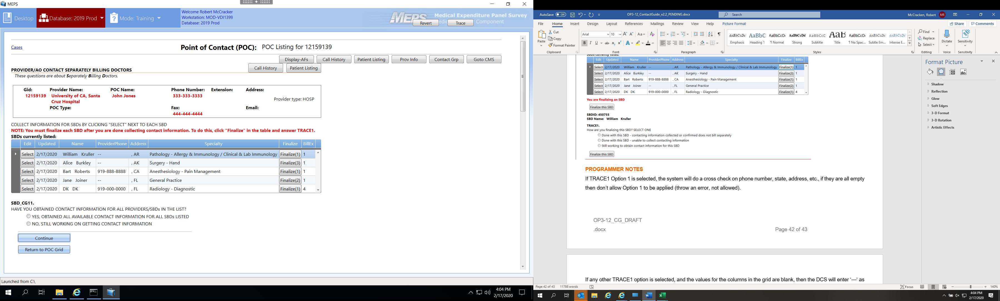 MEPS
Desktop
Database: 2019 Prod
Mode: Training
Welcome Robert McCracker
Workstation: MOD-VDI1399
Database: 2019 Prod
MEPS
Medical Expenditure Panel Survey
Component
Revert
Trace
Cases
Point of Contact (POC): POC Listing for 12159139
Display-AFs
Call History
Patient Listing
Prov Info
Contact Grp
Goto CMS
Call History
Patient Listing
PROVIDER/AO CONTACT SEPARATELY BILLING DOCTORS
These questions are about Separately Billing Doctors.
Gid: Provider Name: POC Name: Phone Number: Extension: Address:
12159139 University of CA, Santa John Jones 333-333-3333
Cruz Hospital
Provider type: HOSP
POC Type: Fax: Email:
444-444-4444
COLLECT INFORMATION FOR SBDs BY CLICKING "SELECT" NEXT TO EACH SBD
NOTE: You must finalize each SBD after you are done collecting contact information. To do this, click "Finalize" in the table and answer TRACE1.
SBDs currently listed:
Edit Updated Name ProviderPhone Address Specialty Finalize BillEx
Select 2/17/2020 William Kruller -- , AR Pathology - Allergy & Immunology / Clinical & Lab Immunology Finalize(1) 1
Select 2/17/2020 Alice Burkley -- , AK Surgery - Hand Finalize(3) 1
Select 2/17/2020 Bart Roberts 919-888-8888 , CA Anesthesiology - Pain Management Finalize(1) 1
Select 2/17/2020 Jane Joiner -- , FL General Practice Finalize(2) 1
Select 2/17/2020 DK DK 919-000-0000 , FL Radiology - Diagnostic Finalize(1) 4
SBD_CG11.
HAVE YOU OBTAINED CONTACT INFORMATION FOR ALL PROVIDERS/SBDs IN THE LIST?
YES, OBTAINED ALL AVAILABLE CONTACT INFORMATION FOR ALL SBDs LISTED
NO, STILL WORKING ON GETTING CONTACT INFORMATION
Continue
Return to POC Grid
Launched from C:\
4:04 PM
2/17/2020
AutoSave Off
OP3-12_ContactGuide_v2.2_PENDING.docx
Search
McCracken, Robert MR
File Home Insert Design Layout References Mailings Review View Help Picture Format
Share Comments
Paste
Cut
Copy
Format Painter
Clipboard
Arial 10
Font
Paragraph
AaBbCcDc AaBbC AaBbCcDc AaBbCcDd AaBbCcD AaB AaBbCcDc AaBbCcDc AaBbCcDc
Emphasis Heading 1 ¶ Normal Strong Subtitle Title ¶ No Spac... Subtle Em... Intense E...
Styles
Find
Replace
Select
Editing
Dictate
Voice
Sensitivity
Sensitivity
SBDs currently listed:
Edit Updated Name ProviderPhone Address Specialty Finalize BillEx
Select 2/17/2020 William Kruller -- , AR Pathology - Allergy & Immunology / Clinical & Lab Immunology Finalize(1) 1
Select 2/17/2020 Alice Burkley -- , AK Surgery - Hand Finalize(3) 1
Select 2/17/2020 Bart Roberts 919-888-8888 , CA Anesthesiology - Pain Management Finalize(1) 1
Select 2/17/2020 Jane Joiner -- , FL General Practice Finalize(2) 1
Select 2/17/2020 DK DK 919-000-0000 , FL Radiology - Diagnostic Finalize(1) 4
You are finalizing an SBD
Finalize this SBD
SBDID: 450755
SBD Name: William Kruller
TRACE1.
How are you finalizing this SBD? SELECT ONE
Done with this SBD - contacting information collected or confirmed does not bill separately
Done with this SBD - unable to collect contacting information
Still working to obtain contact information for this SBD
Finalize this SBD
PROGRAMMER NOTES
If TRACE1 Option 1 is selected, the system will do a cross check on phone number, state, address, etc., if they are all empty
then don't allow Option 1 to be applied (throw an error, not allowed).
OP3-12_CG_DRAFT
.docx
Page 42 of 43
If any other TRACE1 option is selected, and the values for the columns in the grid are blank, then the DCS will enter ‘—‘ as
Format Picture
Shadow
Reflection
Glow
Soft Edges
3-D Format
3-D Rotation
Artistic Effects
Page 42 of 43 11788 words
Focus
140%
4:04 PM
2/17/2020